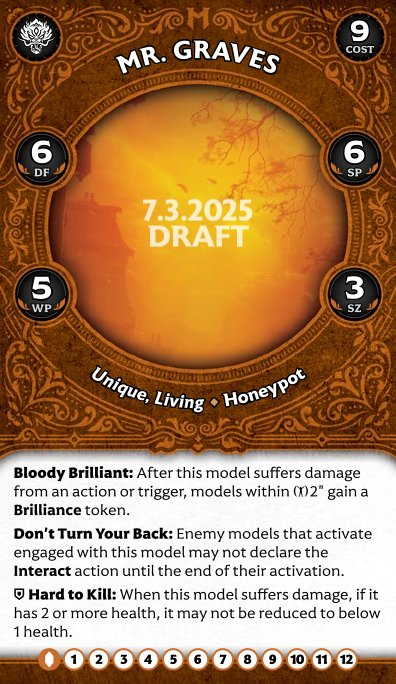 MR. GRAVES
9
COST
6
DF
6
SP
7.3.2025
DRAFT
5
WP
3
SZ
Unique, Living ◆ Honeypot
Bloody Brilliant: After this model suffers damage
from an action or trigger, models within 2" gain a
Brilliance token.
Don't Turn Your Back: Enemy models that activate
engaged with this model may not declare the
Interact action until the end of their activation.
Hard to Kill: When this model suffers damage, if it
has 2 or more health, it may not be reduced to below
1 health.
1 2 3 4 5 6 7 8 9 10 11 12